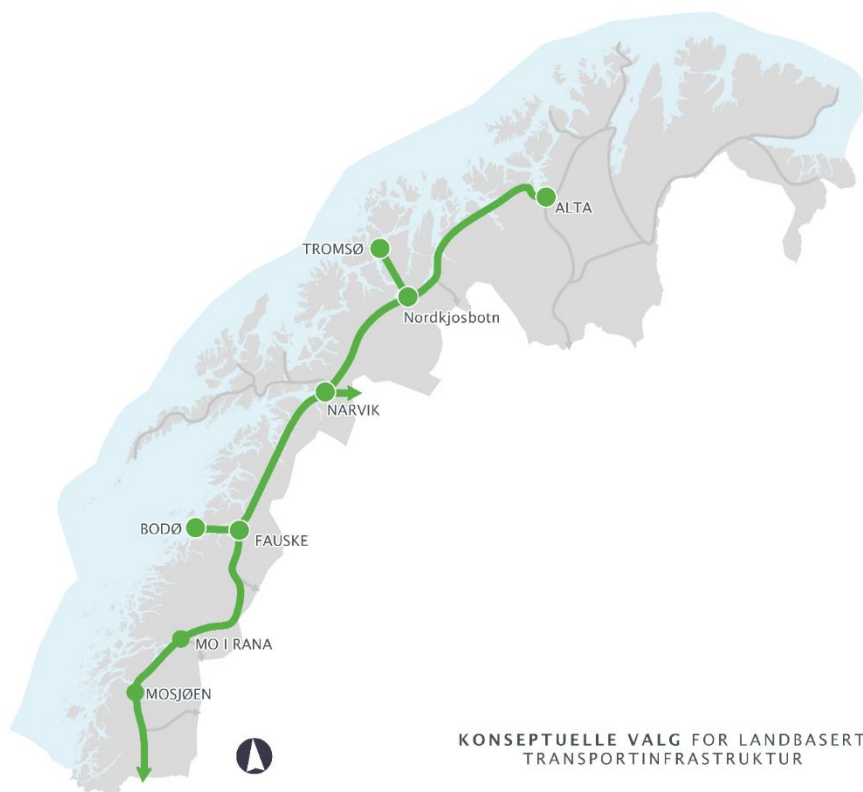 ALTA
TROMSØ
Nordkjosbotn
NARVIK
BODØ
FAUSKE
MO I RANA
MOSJØEN
KONSEPTUELLE VALG FOR LANDBASERT
TRANSPORTINFRASTRUKTUR